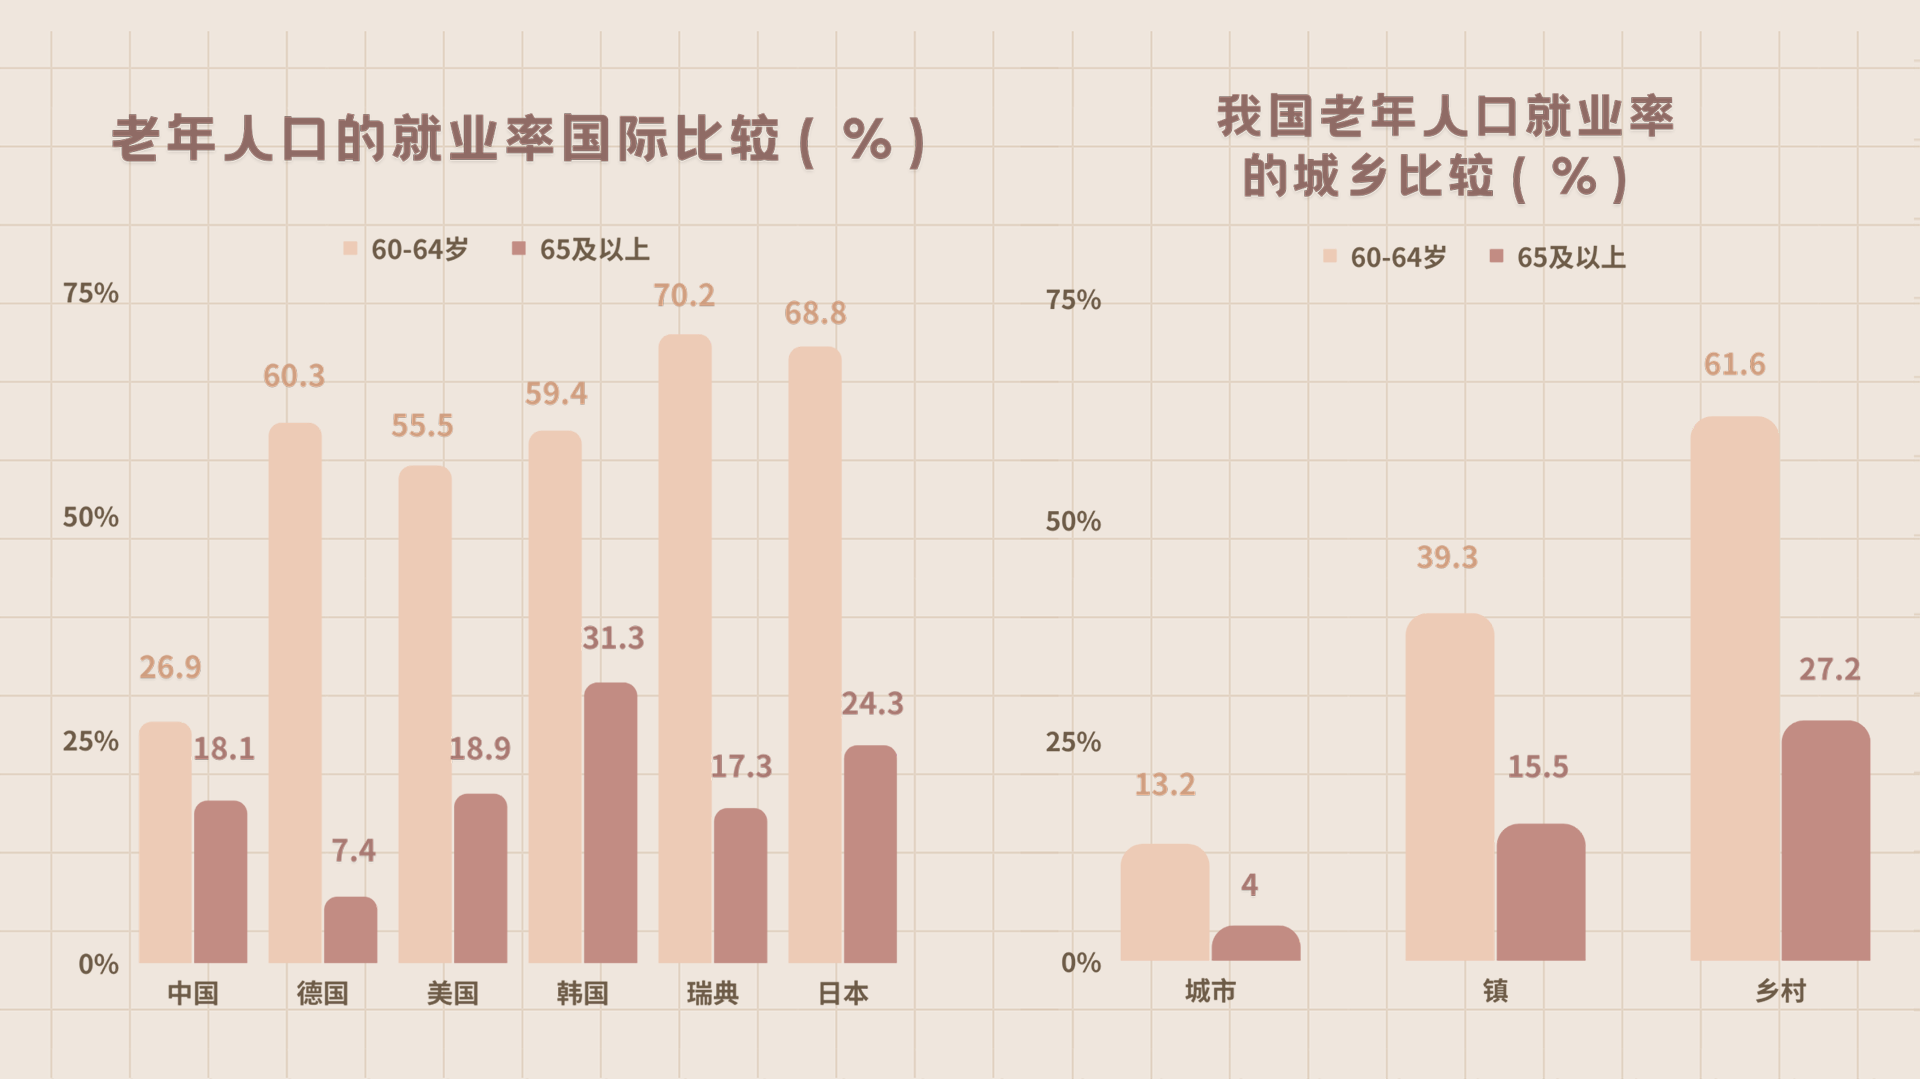 老年人口的就业率国际比较(%)
60-64岁 65及以上
75%
50%
25%
0%
26.9 60.3 55.5 59.4 70.2 68.8
18.1 7.4 18.9 31.3 17.3 24.3
中国 德国 美国 韩国 瑞典 日本
我国老年人口就业率
的城乡比较(%)
60-64岁 65及以上
75%
50%
25%
0%
13.2 39.3 61.6
4 15.5 27.2
城市 镇 乡村